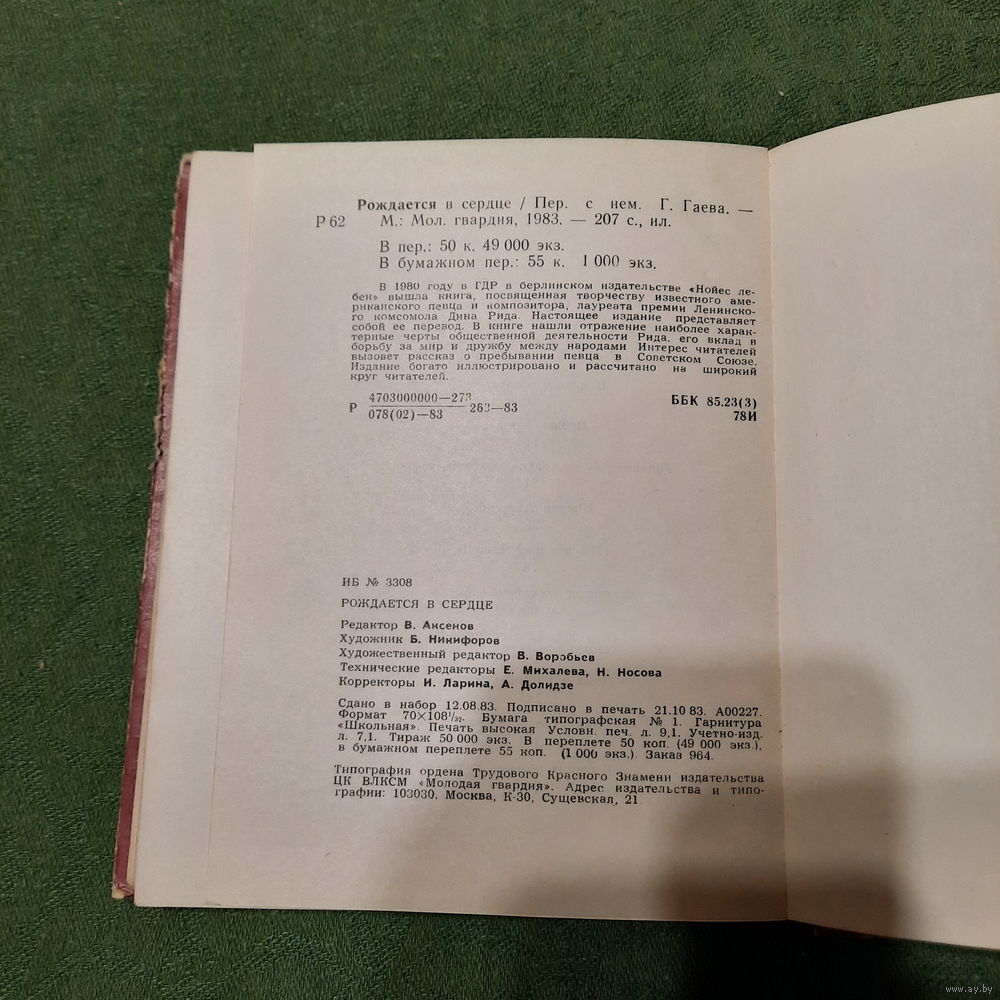 Рождается в сердце / Пер. с нем. Г. Гаева. —
Р 62 М.: Мол. гвардия, 1983. — 207 с., ил.
В пер.: 50 к. 49 000 экз.
В бумажном пер.: 55 к. 1 000 экз.
В 1980 году в ГДР в берлинском издательстве «Нойес ле-
бен» вышла книга, посвященная творчеству известного аме-
риканского певца и композитора, лауреата премии Ленинско-
го комсомола Дина Рида. Настоящее издание представляет
собой ее перевод. В книге нашли отражение наиболее харак-
терные черты общественной деятельности Рида, его вклад в
борьбу за мир и дружбу между народами Интерес читателей
вызовет рассказ о пребывании певца в Советском Союзе.
Издание богато иллюстрировано и рассчитано на широкий
круг читателей.
Р 4703000000—273 263—83 ББК 85.23(3)
078(02)—83 78И
ИБ № 3308
РОЖДАЕТСЯ В СЕРДЦЕ
Редактор В. Аксенов
Художник Б. Никифоров
Художественный редактор В. Воробьев
Технические редакторы Е. Михалева, Н. Носова
Корректоры И. Ларина, А. Долидзе
Сдано в набор 12.08.83. Подписано в печать 21.10 83. А00227.
Формат 70×108¹/₃₂. Бумага типографская № 1. Гарнитура
«Школьная». Печать высокая Условн. печ. л. 9,1. Учетно-изд.
л. 7,1. Тираж 50 000 экз. В переплете 50 коп. (49 000 экз.),
в бумажном переплете 55 коп. (1 000 экз.). Заказ 964.
Типография ордена Трудового Красного Знамени издательства
ЦК ВЛКСМ «Молодая гвардия». Адрес издательства и типо-
графии: 103030, Москва, К-30, Сущевская, 21
www.ay.by